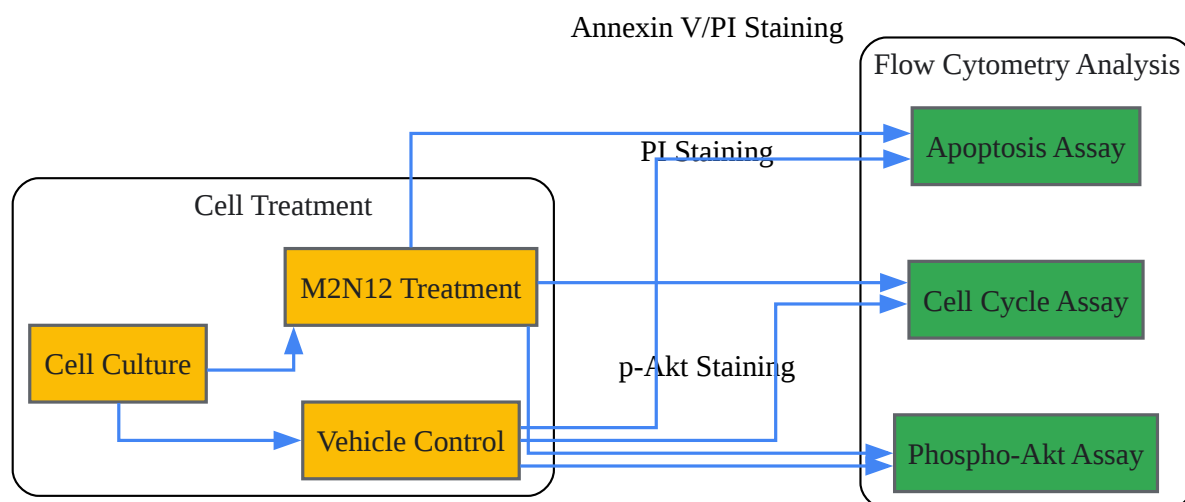 Annexin V/PI Staining
Flow Cytometry Analysis
Apoptosis Assay
PI Staining
Cell Treatment
M2N12 Treatment
Cell Cycle Assay
Cell Culture
p-Akt Staining
Vehicle Control
Phospho-Akt Assay